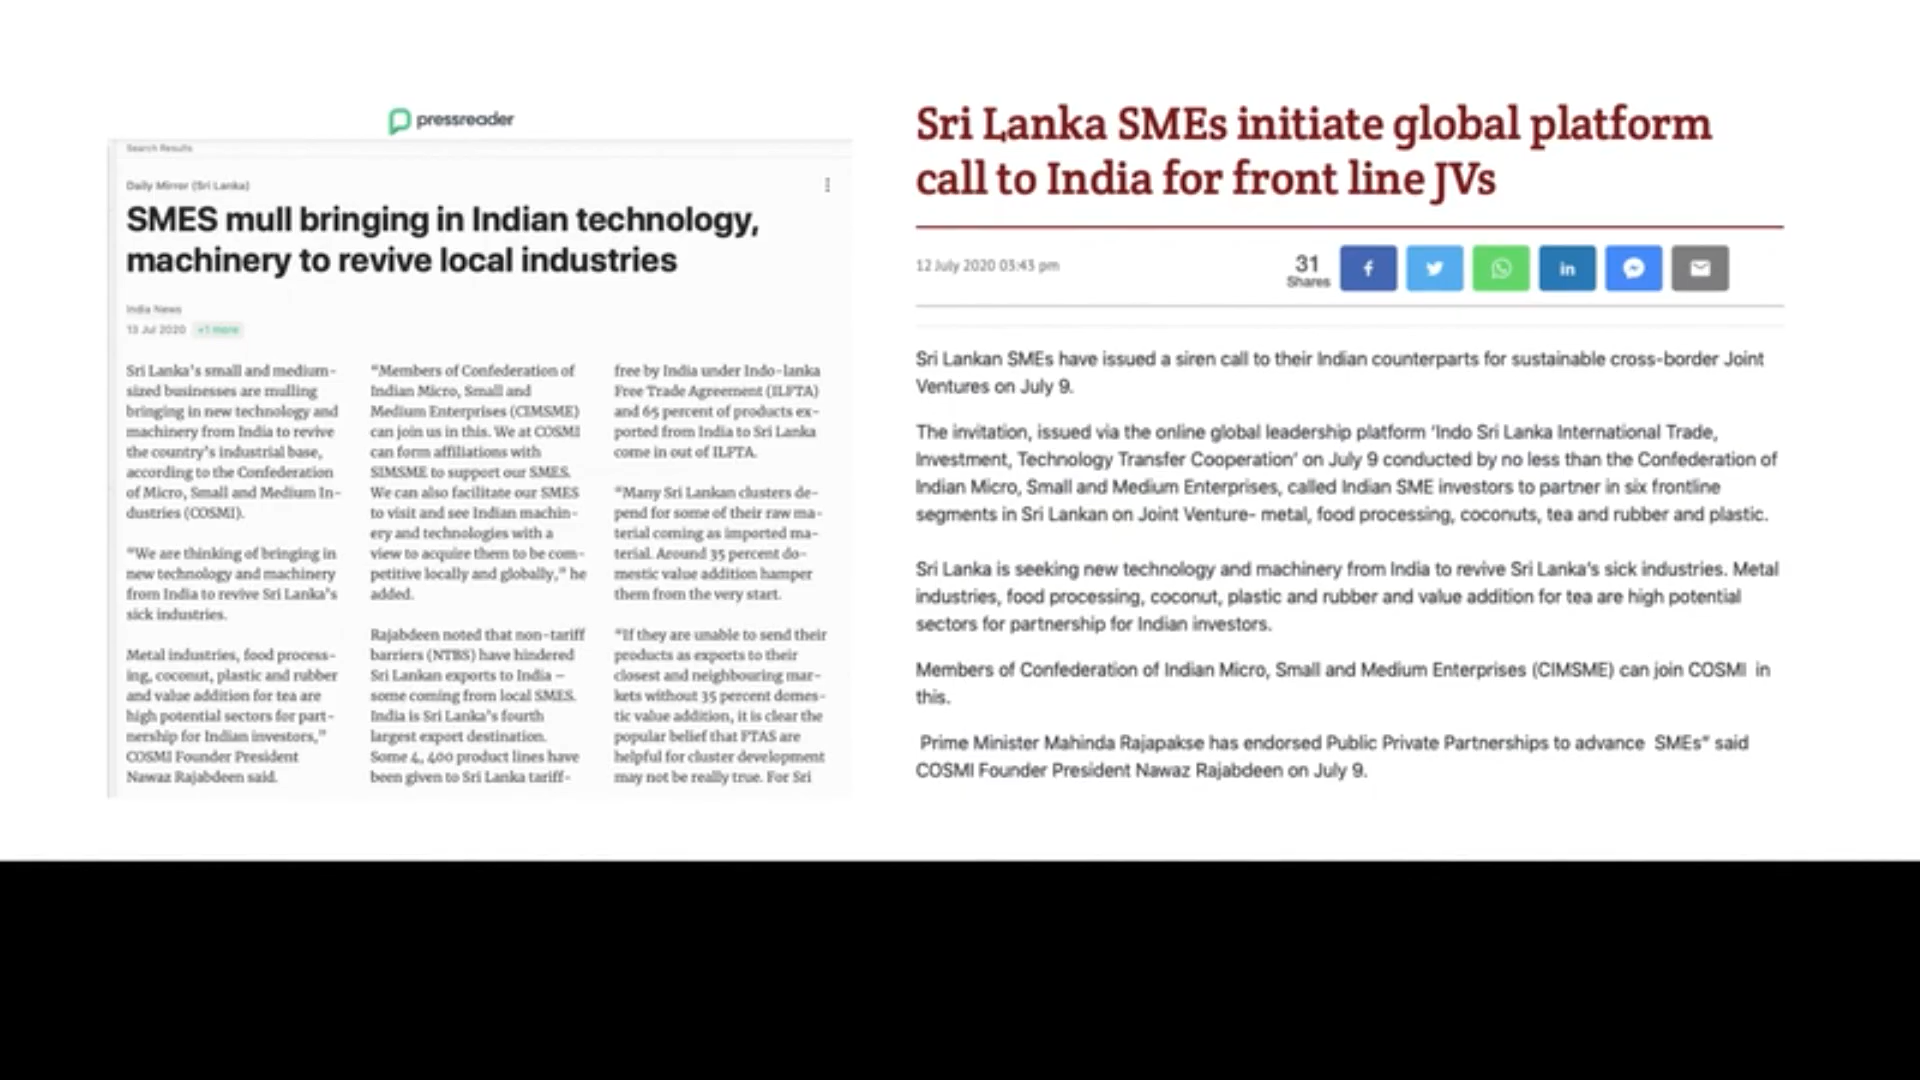 pressreader
Search Results
Daily Mirror (Sri Lanka)
SMES mull bringing in Indian technology,
machinery to revive local industries
India News
13 Jul 2020 +1 more
Sri Lanka's small and medium-
sized businesses are mulling
bringing in new technology and
machinery from India to revive
the country's industrial base,
according to the Confederation
of Micro, Small and Medium In-
dustries (COSMI).
"We are thinking of bringing in
new technology and machinery
from India to revive Sri Lanka's
sick industries.
Metal industries, food process-
ing, coconut, plastic and rubber
and value addition for tea are
high potential sectors for part-
nership for Indian investors,"
COSMI Founder President
Nawaz Rajabdeen said.
"Members of Confederation of
Indian Micro, Small and
Medium Enterprises (CIMSME)
can join us in this. We at COSMI
can form affiliations with
SIMSME to support our SMES.
We can also facilitate our SMES
to visit and see Indian machin-
ery and technologies with a
view to acquire them to be com-
petitive locally and globally," he
added.
Rajabdeen noted that non-tariff
barriers (NTBS) have hindered
Sri Lankan exports to India –
some coming from local SMES.
India is Sri Lanka's fourth
largest export destination.
Some 4, 400 product lines have
been given to Sri Lanka tariff-
free by India under Indo-lanka
Free Trade Agreement (ILFTA)
and 65 percent of products ex-
ported from India to Sri Lanka
come in out of ILFTA.
"Many Sri Lankan clusters de-
pend for some of their raw ma-
terial coming as imported ma-
terial. Around 35 percent do-
mestic value addition hamper
them from the very start.
"If they are unable to send their
products as exports to their
closest and neighbouring mar-
kets without 35 percent domes-
tic value addition, it is clear the
popular belief that FTAS are
helpful for cluster development
may not be really true. For Sri
Sri Lanka SMEs initiate global platform
call to India for front line JVs
12 July 2020 03:43 pm
31
Shares
Sri Lankan SMEs have issued a siren call to their Indian counterparts for sustainable cross-border Joint
Ventures on July 9.
The invitation, issued via the online global leadership platform 'Indo Sri Lanka International Trade,
Investment, Technology Transfer Cooperation' on July 9 conducted by no less than the Confederation of
Indian Micro, Small and Medium Enterprises, called Indian SME investors to partner in six frontline
segments in Sri Lankan on Joint Venture- metal, food processing, coconuts, tea and rubber and plastic.
Sri Lanka is seeking new technology and machinery from India to revive Sri Lanka's sick industries. Metal
industries, food processing, coconut, plastic and rubber and value addition for tea are high potential
sectors for partnership for Indian investors.
Members of Confederation of Indian Micro, Small and Medium Enterprises (CIMSME) can join COSMI in
this.
Prime Minister Mahinda Rajapakse has endorsed Public Private Partnerships to advance SMEs" said
COSMI Founder President Nawaz Rajabdeen on July 9.